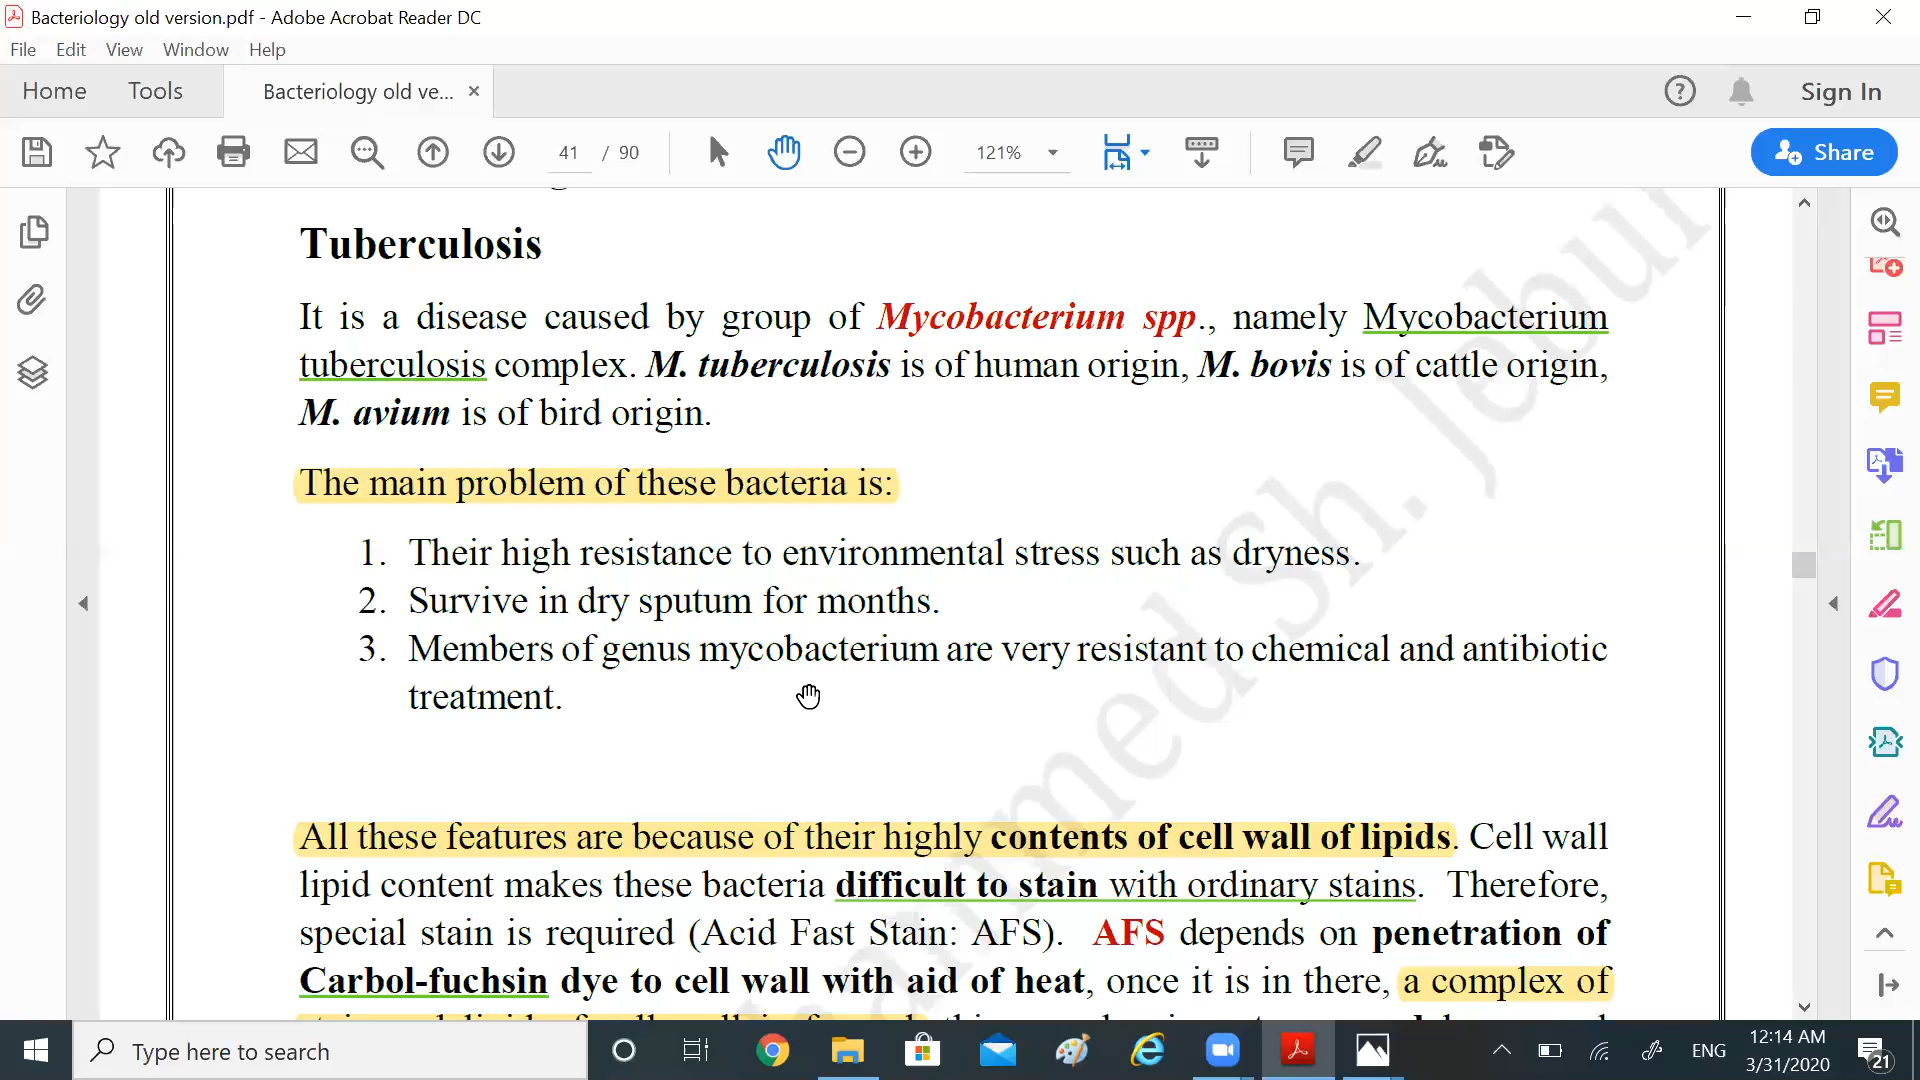 Bacteriology old version.pdf - Adobe Acrobat Reader DC
File Edit View Window Help
Home Tools Bacteriology old ve... × Sign In
41 / 90 121% Share
Tuberculosis
It is a disease caused by group of Mycobacterium spp., namely Mycobacterium
tuberculosis complex. M. tuberculosis is of human origin, M. bovis is of cattle origin,
M. avium is of bird origin.
The main problem of these bacteria is:
1. Their high resistance to environmental stress such as dryness.
2. Survive in dry sputum for months.
3. Members of genus mycobacterium are very resistant to chemical and antibiotic
treatment.
All these features are because of their highly contents of cell wall of lipids. Cell wall
lipid content makes these bacteria difficult to stain with ordinary stains. Therefore,
special stain is required (Acid Fast Stain: AFS). AFS depends on penetration of
Carbol-fuchsin dye to cell wall with aid of heat, once it is in there, a complex of
Sh. Jebur
Type here to search
ENG
12:14 AM
3/31/2020
21